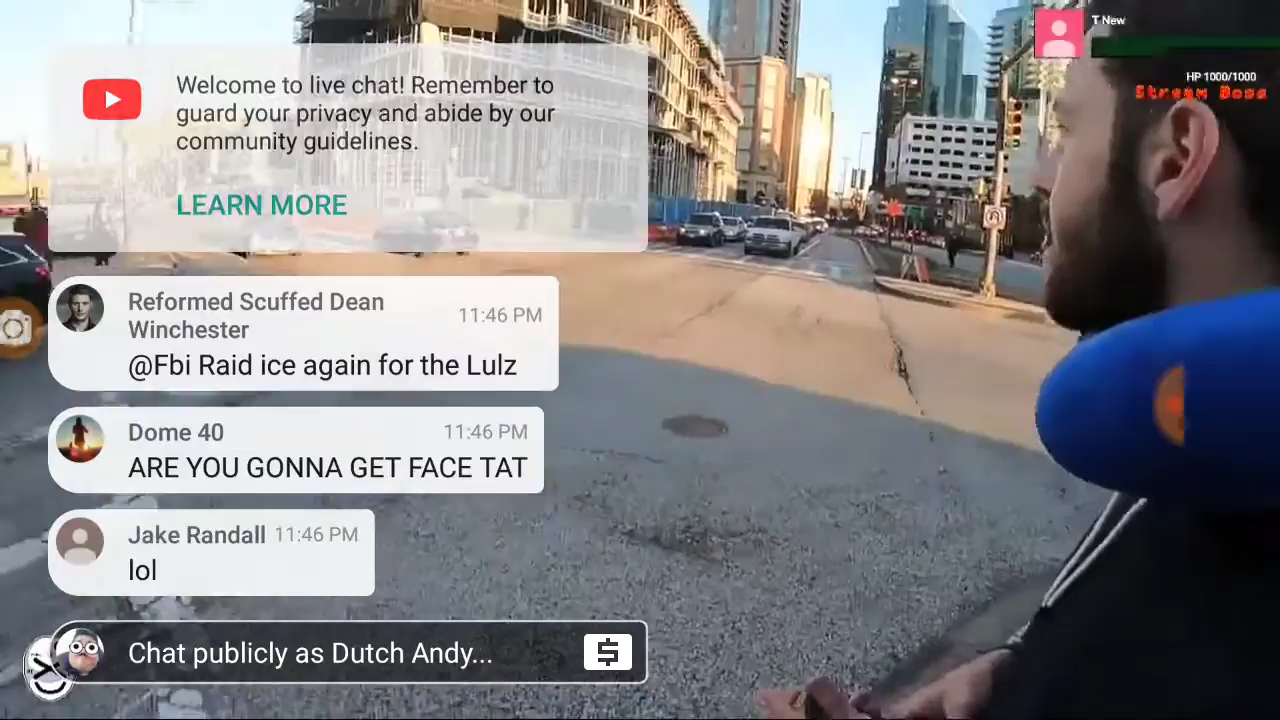 T New
HP 1000/1000
Stream Boss
Welcome to live chat! Remember to
guard your privacy and abide by our
community guidelines.
LEARN MORE
Reformed Scuffed Dean
Winchester
11:46 PM
@Fbi Raid ice again for the Lulz
Dome 40 11:46 PM
ARE YOU GONNA GET FACE TAT
Jake Randall 11:46 PM
lol
Chat publicly as Dutch Andy...
$